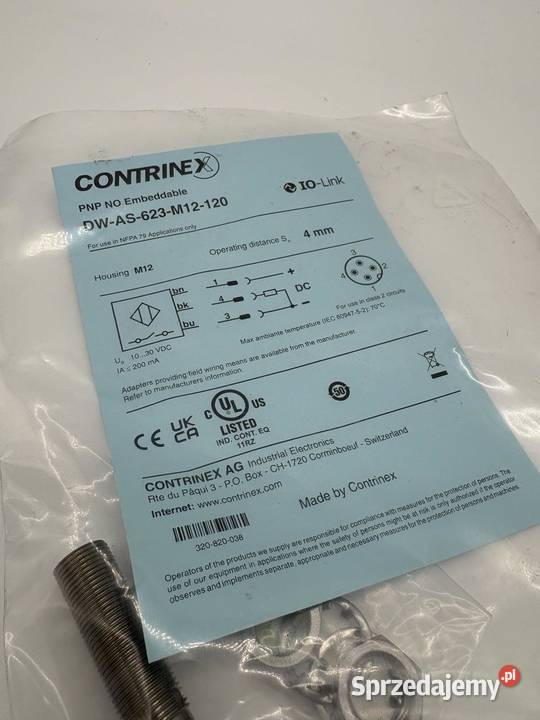 CONTRINEX
PNP NO Embeddable
IO-Link
DW-AS-623-M12-120
For use in NFPA 79 Applications only
Housing M12
Operating distance Sn 4 mm
bn
bk
bu
1
4
3
+
DC
−
3
4
2
1
For use in class 2 circuits
UB 10...30 VDC
IA ≤ 200 mA
Max ambiante temperature (IEC 60947-5-2): 70°C
Adapters providing field wiring means are available from the manufacturer.
Refer to manufacturers information.
CE UK CA
C UL US
LISTED
IND. CONT. EQ
11RZ
50
CONTRINEX AG Industrial Electronics
Rte du Pâqui 3 - P.O. Box - CH-1720 Corminboeuf - Switzerland
Internet: www.contrinex.com
Made by Contrinex
320-820-038
Operators of the products we supply are responsible for compliance with measures for the protection of persons. The
use of our equipment in applications where the safety of persons might be at risk is only authorized if the operator
observes and implements separate, appropriate and necessary measures for the protection of persons and machines.
Sprzedajemy.pl